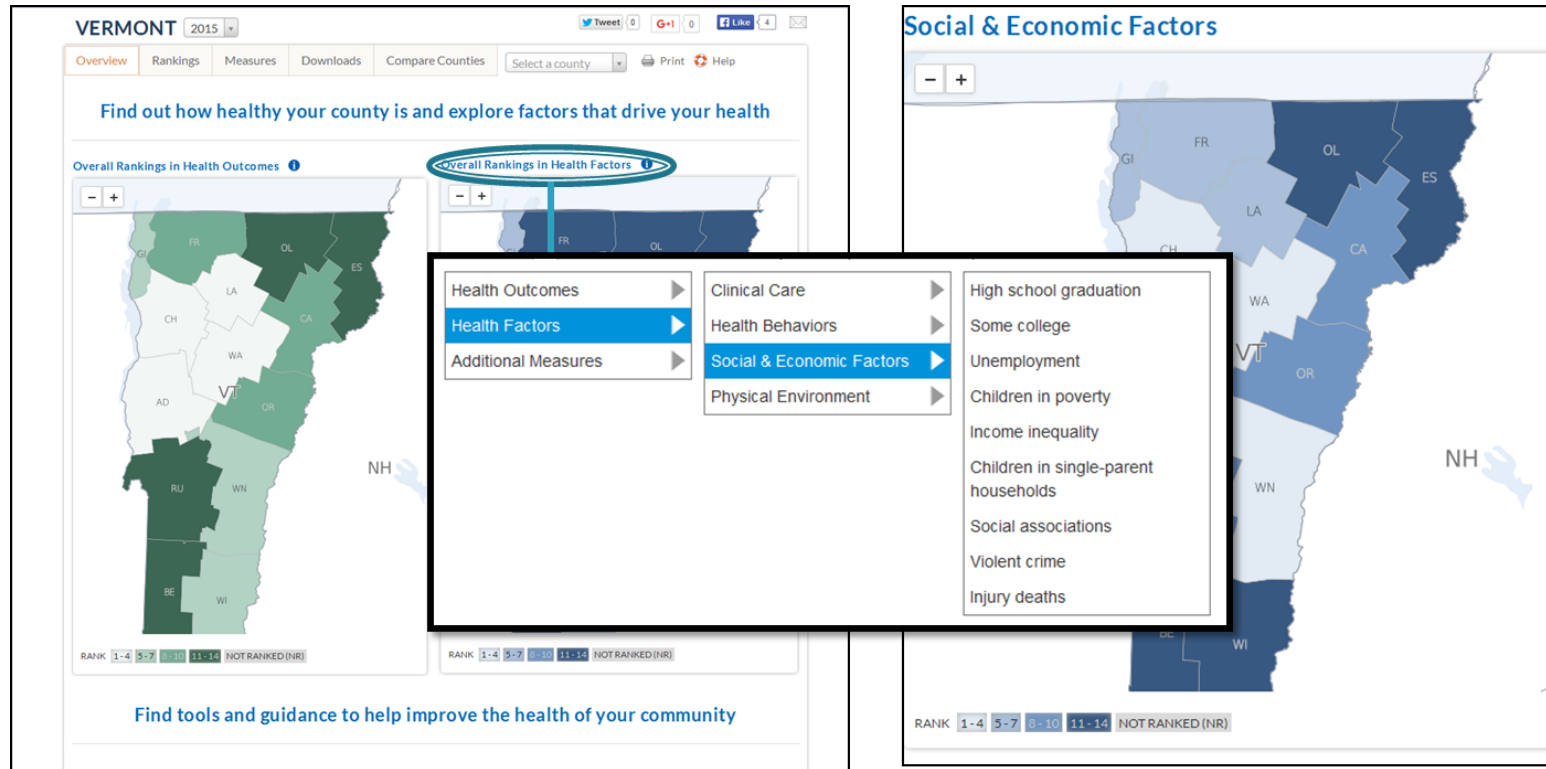 VERMONT 2015
Tweet 0 G+1 0 Like 4
Overview Rankings Measures Downloads Compare Counties Select a county Print Help
Find out how healthy your county is and explore factors that drive your health
Overall Rankings in Health Outcomes i
Overall Rankings in Health Factors i
- +
FR
OL
GI
ES
LA
CH
CA
WA
VT
AD
OR
NH
RU
WN
BE
WI
RANK 1-4 5-7 8-10 11-14 NOT RANKED (NR)
- +
FR
OL
RANK 1-4 5-7 8-10 11-14 NOT RANKED (NR)
Find tools and guidance to help improve the health of your community
Health Outcomes
Health Factors
Additional Measures
Clinical Care
Health Behaviors
Social & Economic Factors
Physical Environment
High school graduation
Some college
Unemployment
Children in poverty
Income inequality
Children in single-parent
households
Social associations
Violent crime
Injury deaths
Social & Economic Factors
- +
FR
OL
GI
ES
LA
CH
CA
WA
VT
OR
NH
WN
BE
WI
RANK 1-4 5-7 8-10 11-14 NOT RANKED (NR)